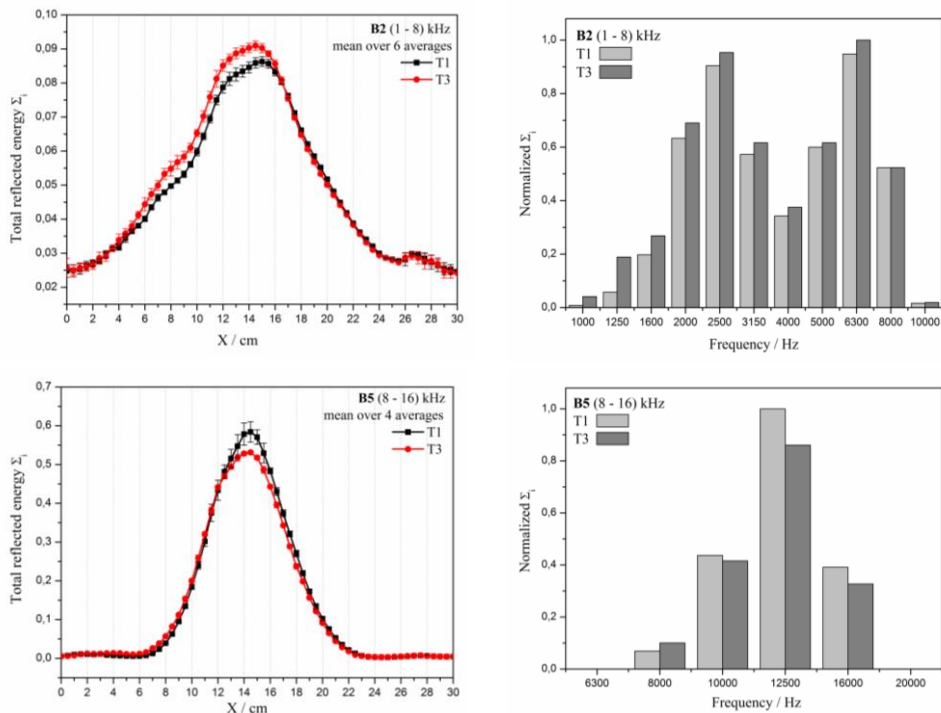 B2 (1 - 8) kHz
mean over 6 averages
T1
T3
Total reflected energy Σi
0,10
0,09
0,08
0,07
0,06
0,05
0,04
0,03
0,02
0 2 4 6 8 10 12 14 16 18 20 22 24 26 28 30
X / cm
B2 (1 - 8) kHz
T1
T3
Normalized Σi
1,0
0,8
0,6
0,4
0,2
0,0
1000 1250 1600 2000 2500 3150 4000 5000 6300 8000 10000
Frequency / Hz
B5 (8 - 16) kHz
mean over 4 averages
T1
T3
Total reflected energy Σi
0,7
0,6
0,5
0,4
0,3
0,2
0,1
0,0
0 2 4 6 8 10 12 14 16 18 20 22 24 26 28 30
X / cm
B5 (8 - 16) kHz
T1
T3
Normalized Σi
1,0
0,8
0,6
0,4
0,2
0,0
6300 8000 10000 12500 16000 20000
Frequency / Hz